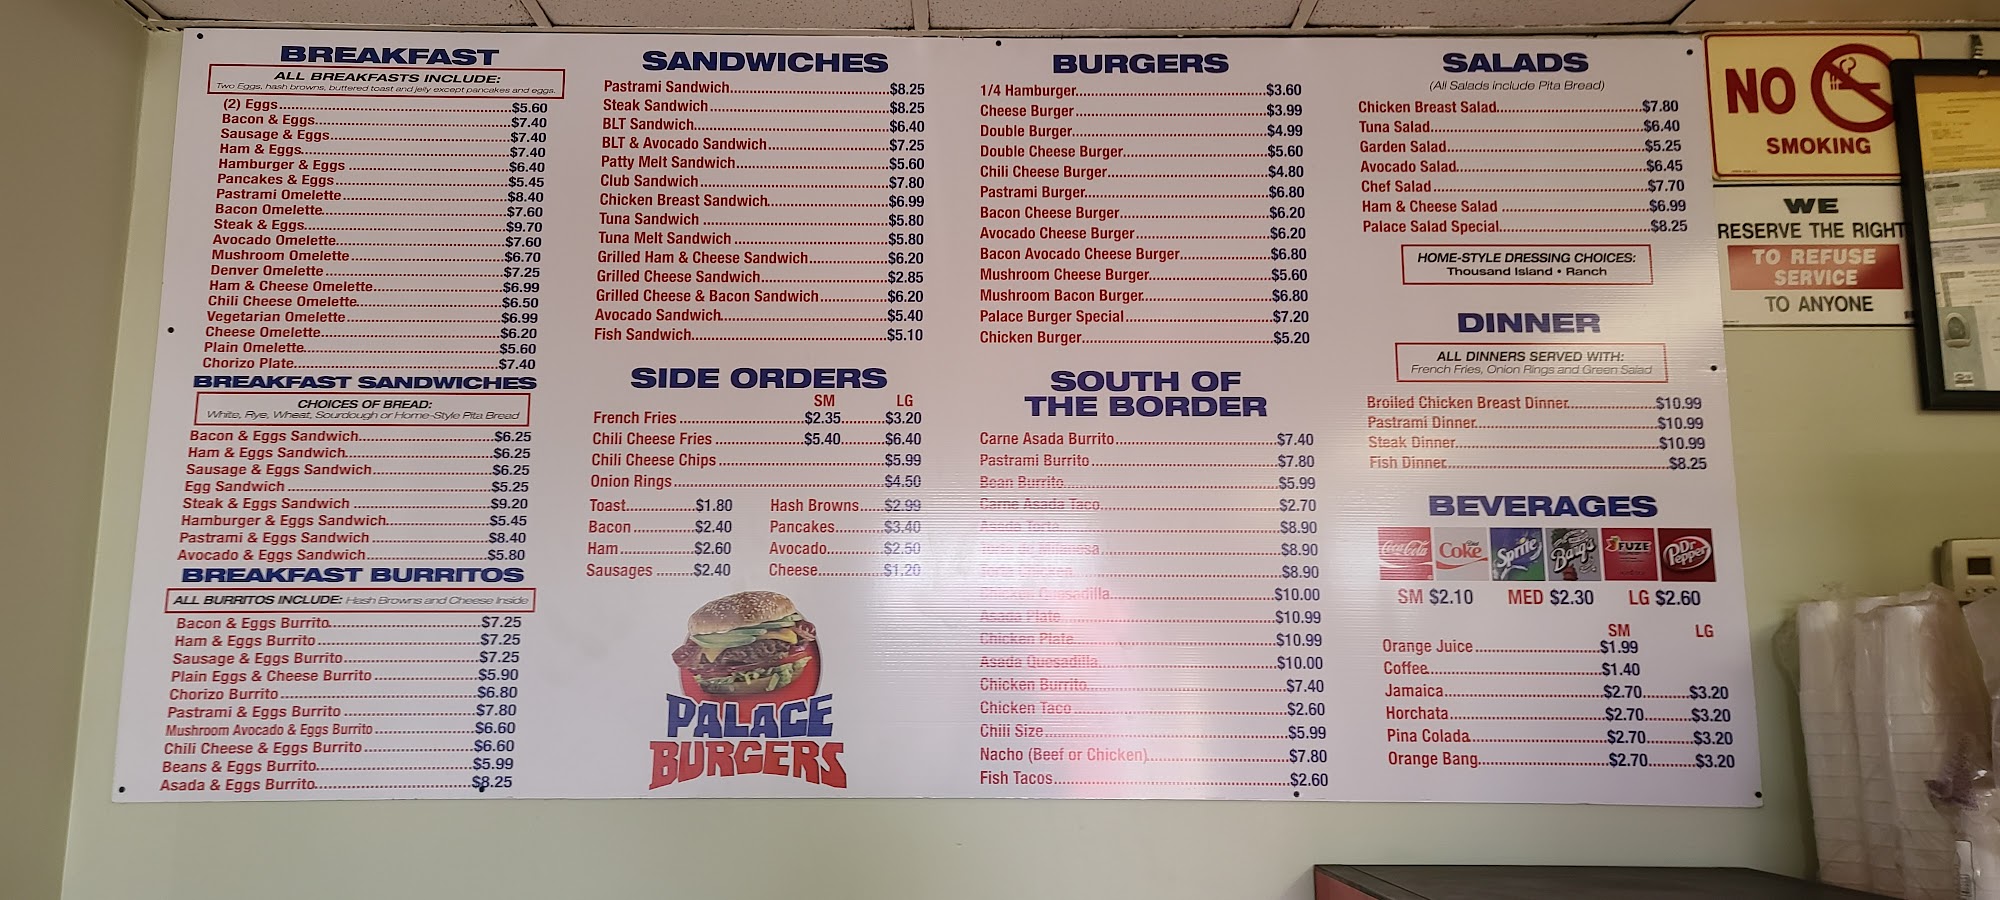 BREAKFAST
ALL BREAKFASTS INCLUDE:
Two Eggs, hash browns, buttered toast and jelly except pancakes and eggs.
(2) Eggs $5.60
Bacon & Eggs $7.40
Sausage & Eggs $7.40
Ham & Eggs $7.40
Hamburger & Eggs $6.40
Pancakes & Eggs $5.45
Pastrami Omelette $8.40
Bacon Omelette $7.60
Steak & Eggs $9.70
Avocado Omelette $7.60
Mushroom Omelette $6.70
Denver Omelette $7.25
Ham & Cheese Omelette $6.99
Chili Cheese Omelette $6.50
Vegetarian Omelette $6.99
Cheese Omelette $6.20
Plain Omelette $5.60
Chorizo Plate $7.40
BREAKFAST SANDWICHES
CHOICES OF BREAD:
White, Rye, Wheat, Sourdough or Home-Style Pita Bread
Bacon & Eggs Sandwich $6.25
Ham & Eggs Sandwich $6.25
Sausage & Eggs Sandwich $6.25
Egg Sandwich $5.25
Steak & Eggs Sandwich $9.20
Hamburger & Eggs Sandwich $5.45
Pastrami & Eggs Sandwich $8.40
Avocado & Eggs Sandwich $5.80
BREAKFAST BURRITOS
ALL BURRITOS INCLUDE: Hash Browns and Cheese Inside
Bacon & Eggs Burrito $7.25
Ham & Eggs Burrito $7.25
Sausage & Eggs Burrito $7.25
Plain Eggs & Cheese Burrito $5.90
Chorizo Burrito $6.80
Pastrami & Eggs Burrito $7.80
Mushroom Avocado & Eggs Burrito $6.60
Chili Cheese & Eggs Burrito $6.60
Beans & Eggs Burrito $5.99
Asada & Eggs Burrito $8.25
SANDWICHES
Pastrami Sandwich $8.25
Steak Sandwich $8.25
BLT Sandwich $6.40
BLT & Avocado Sandwich $7.25
Patty Melt Sandwich $5.60
Club Sandwich $7.80
Chicken Breast Sandwich $6.99
Tuna Sandwich $5.80
Tuna Melt Sandwich $5.80
Grilled Ham & Cheese Sandwich $6.20
Grilled Cheese Sandwich $2.85
Grilled Cheese & Bacon Sandwich $6.20
Avocado Sandwich $5.40
Fish Sandwich $5.10
SIDE ORDERS
SM LG
French Fries $2.35 $3.20
Chili Cheese Fries $5.40 $6.40
Chili Cheese Chips $5.99
Onion Rings $4.50
Toast $1.80 Hash Browns $2.99
Bacon $2.40 Pancakes $3.40
Ham $2.60 Avocado $2.50
Sausages $2.40 Cheese $1.20
PALACE
BURGERS
BURGERS
1/4 Hamburger $3.60
Cheese Burger $3.99
Double Burger $4.99
Double Cheese Burger $5.60
Chili Cheese Burger $4.80
Pastrami Burger $6.80
Bacon Cheese Burger $6.20
Avocado Cheese Burger $6.20
Bacon Avocado Cheese Burger $6.80
Mushroom Cheese Burger $5.60
Mushroom Bacon Burger $6.80
Palace Burger Special $7.20
Chicken Burger $5.20
SOUTH OF
THE BORDER
Carne Asada Burrito $7.40
Pastrami Burrito $7.80
Bean Burrito $5.99
Carne Asada Taco $2.70
Asada Torta $8.90
$8.90
$8.90
Quesadilla $10.00
Asada Plate $10.99
Chicken Plate $10.99
Asada Quesadilla $10.00
Chicken Burrito $7.40
Chicken Taco $2.60
Chili Size $5.99
Nacho (Beef or Chicken) $7.80
Fish Tacos $2.60
SALADS
(All Salads include Pita Bread)
Chicken Breast Salad $7.80
Tuna Salad $6.40
Garden Salad $5.25
Avocado Salad $6.45
Chef Salad $7.70
Ham & Cheese Salad $6.99
Palace Salad Special $8.25
HOME-STYLE DRESSING CHOICES:
Thousand Island • Ranch
DINNER
ALL DINNERS SERVED WITH:
French Fries, Onion Rings and Green Salad
Broiled Chicken Breast Dinner $10.99
Pastrami Dinner $10.99
Steak Dinner $10.99
Fish Dinner $8.25
BEVERAGES
Coca-Cola Diet Coke Sprite Barq's FUZE Dr Pepper
SM $2.10 MED $2.30 LG $2.60
SM LG
Orange Juice $1.99
Coffee $1.40
Jamaica $2.70 $3.20
Horchata $2.70 $3.20
Pina Colada $2.70 $3.20
Orange Bang $2.70 $3.20
NO
SMOKING
WE
RESERVE THE RIGHT
TO REFUSE
SERVICE
TO ANYONE